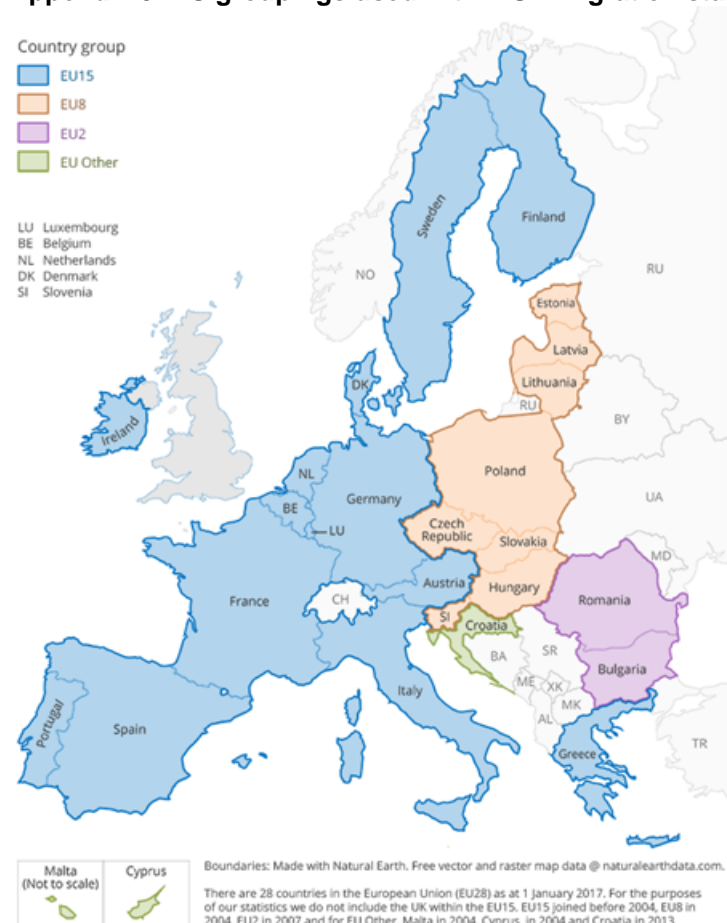 Country group
EU15
EU8
EU2
EU Other
LU Luxembourg
BE Belgium
NL Netherlands
DK Denmark
SI Slovenia
Sweden
Finland
NO
RU
Estonia
Latvia
Lithuania
RU
BY
DK
Ireland
NL
Germany
Poland
BE
LU
UA
Czech
Republic
Slovakia
MD
Austria
Hungary
CH
France
Romania
SI
Croatia
BA
SR
Bulgaria
ME
XK
MK
AL
Italy
Portugal
Spain
Greece
TR
Malta
(Not to scale)
Cyprus
Boundaries: Made with Natural Earth. Free vector and raster map data @ naturalearthdata.com.
There are 28 countries in the European Union (EU28) as at 1 January 2017. For the purposes
of our statistics we do not include the UK within the EU15. EU15 joined before 2004, EU8 in
2004, EU2 in 2007 and for EU Other, Malta in 2004, Cyprus, in 2004 and Croatia in 2013.